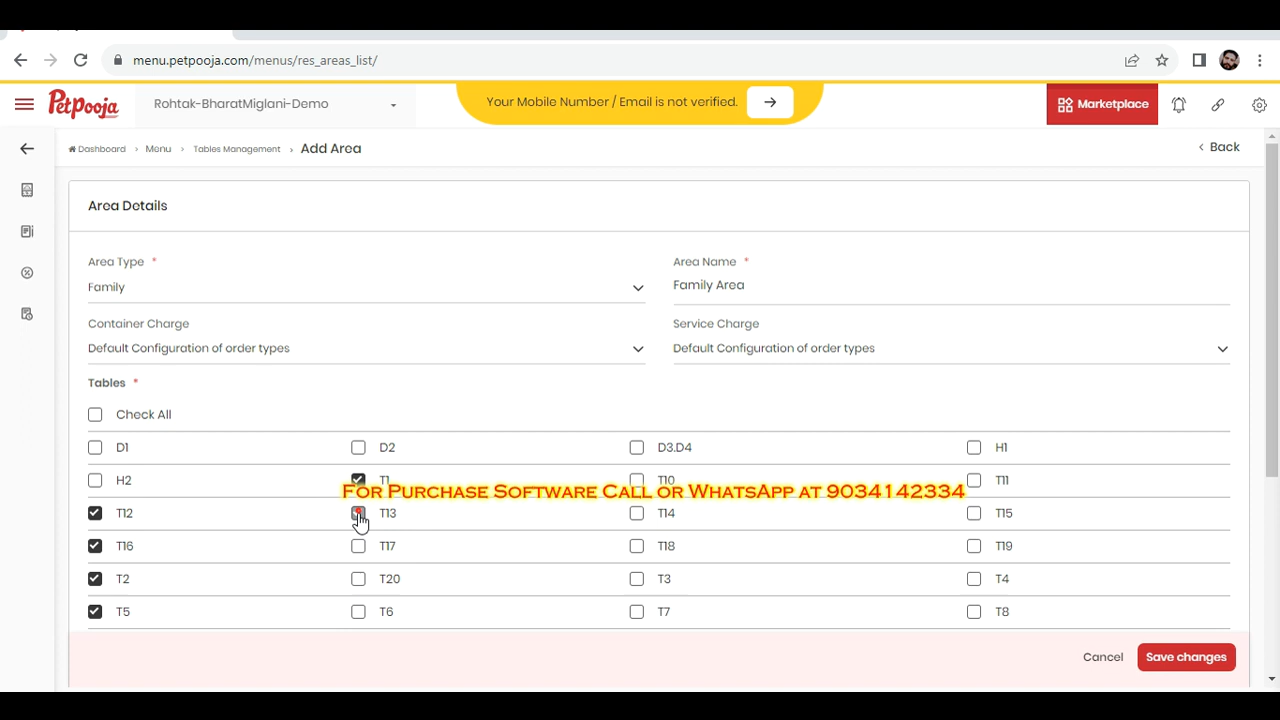 menu.petpooja.com/menus/res_areas_list/
PetPooja
Rohtak-BharatMiglani-Demo
Your Mobile Number / Email is not verified.
Marketplace
Dashboard > Menu > Tables Management > Add Area
< Back
Area Details
Area Type *
Area Name *
Family
Family Area
Container Charge
Service Charge
Default Configuration of order types
Default Configuration of order types
Tables *
Check All
D1 D2 D3.D4 H1
H2 T1 T10 T11
For Purchase Software Call or WhatsApp at 9034142334
T12 T13 T14 T15
T16 T17 T18 T19
T2 T20 T3 T4
T5 T6 T7 T8
Cancel Save changes